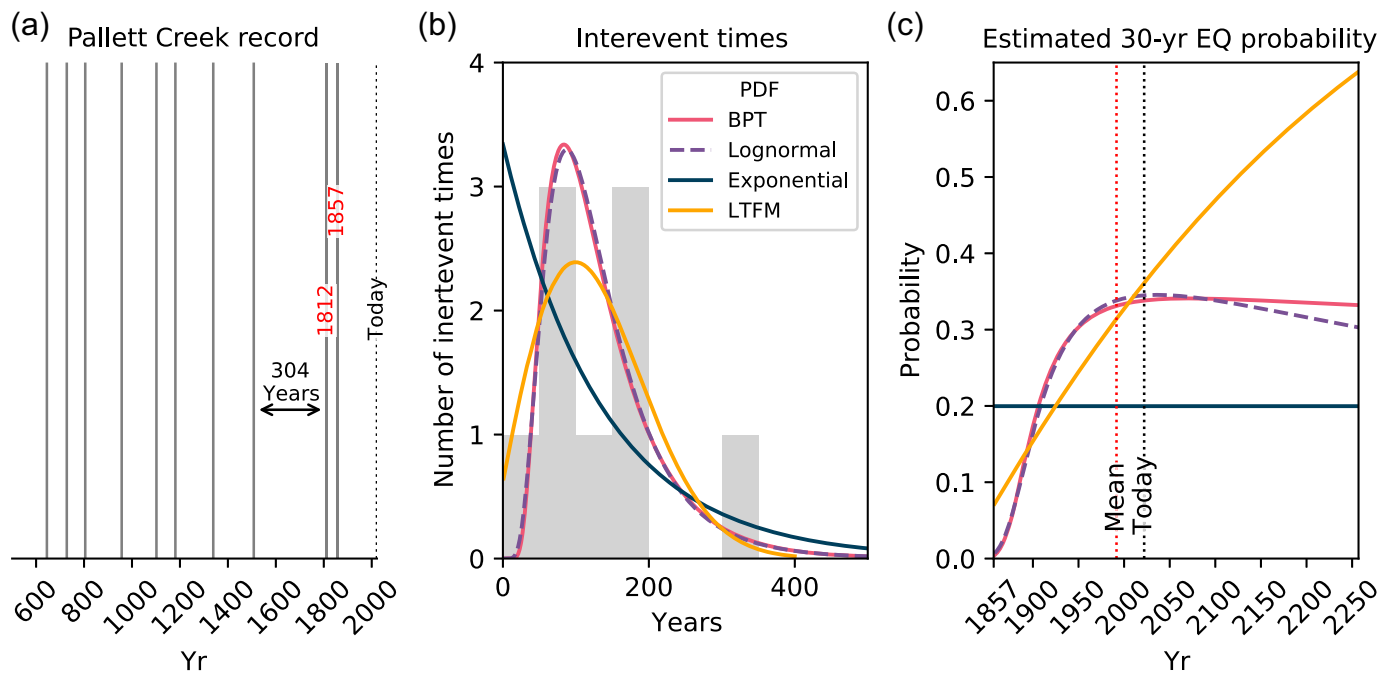 (a)
Pallett Creek record
1857
1812
Today
304
Years
600
800
1000
1200
1400
1600
1800
2000
Yr
(b)
Interevent times
Number of inertevent times
4
3
2
1
0
PDF
BPT
Lognormal
Exponential
LTFM
0
200
400
Years
(c)
Estimated 30-yr EQ probability
Probability
0.6
0.5
0.4
0.3
0.2
0.1
0.0
Mean
Today
1857
1900
1950
2000
2050
2100
2150
2200
2250
Yr